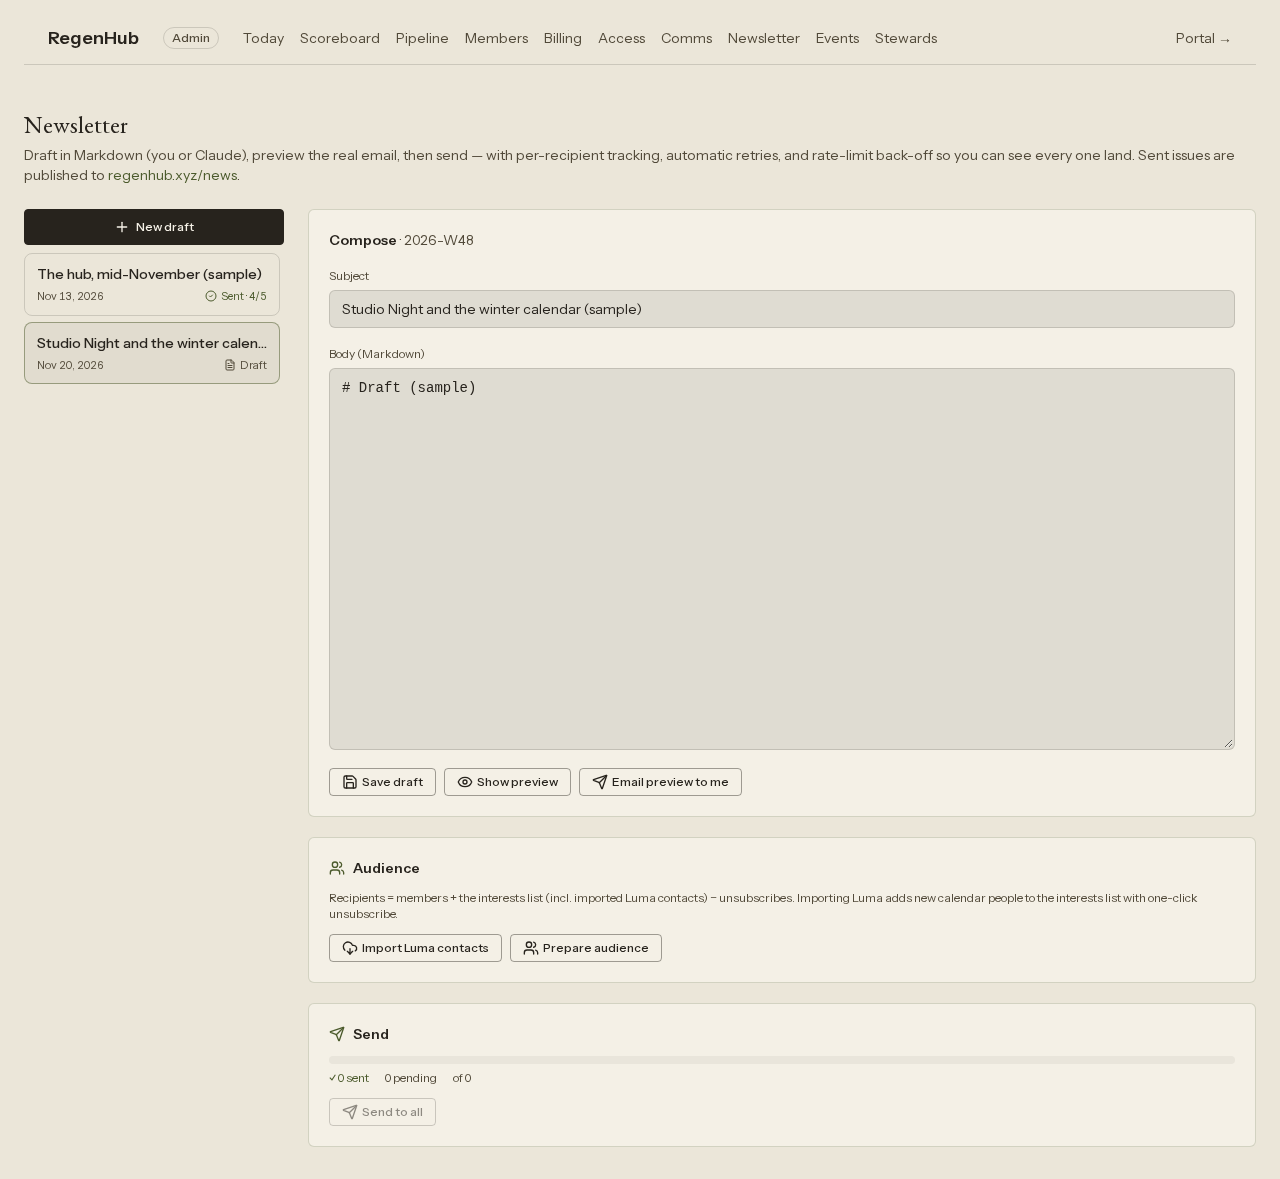 RegenHub
Admin
Today
Scoreboard
Pipeline
Members
Billing
Access
Comms
Newsletter
Events
Stewards
Portal →
Newsletter
Draft in Markdown (you or Claude), preview the real email, then send — with per-recipient tracking, automatic retries, and rate-limit back-off so you can see every one land. Sent issues are
published to regenhub.xyz/news.
New draft
The hub, mid-November (sample)
Nov 13, 2026
Sent · 4/5
Studio Night and the winter calen...
Nov 20, 2026
Draft
Compose · 2026-W48
Subject
Studio Night and the winter calendar (sample)
Body (Markdown)
# Draft (sample)
Save draft
Show preview
Email preview to me
Audience
Recipients = members + the interests list (incl. imported Luma contacts) − unsubscribes. Importing Luma adds new calendar people to the interests list with one-click
unsubscribe.
Import Luma contacts
Prepare audience
Send
✓ 0 sent
0 pending
of 0
Send to all